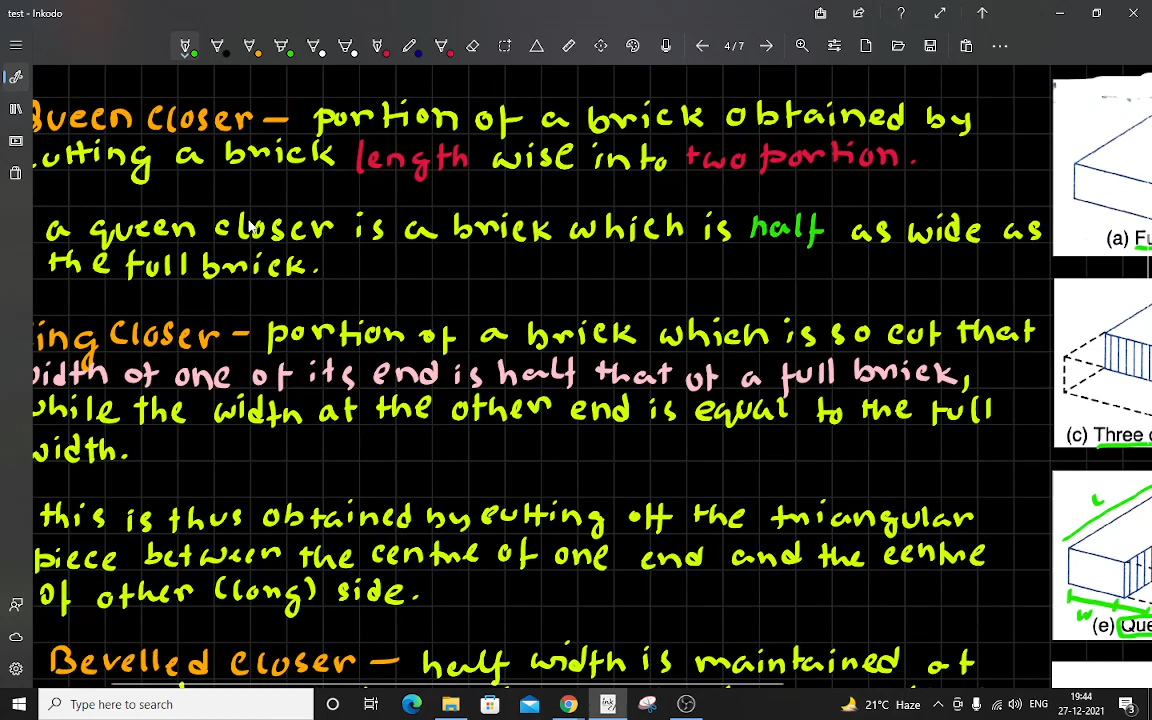 test - Inkodo
4/7
Queen Closer - portion of a brick obtained by
cutting a brick length wise into two portion.
a queen closer is a brick which is half as wide as
the full brick.
ing Closer - portion of a brick which is so cut that
width of one of its end is half that of a full brick,
while the width at the other end is equal to the full
width.
this is thus obtained by cutting off the triangular
piece between the centre of one end and the centre
of other (long) side.
Bevelled Closer - half width is maintained at
(a) Fu
(c) Three
L
w
(e) Que
Type here to search
21°C Haze
ENG
19:44
27-12-2021
3